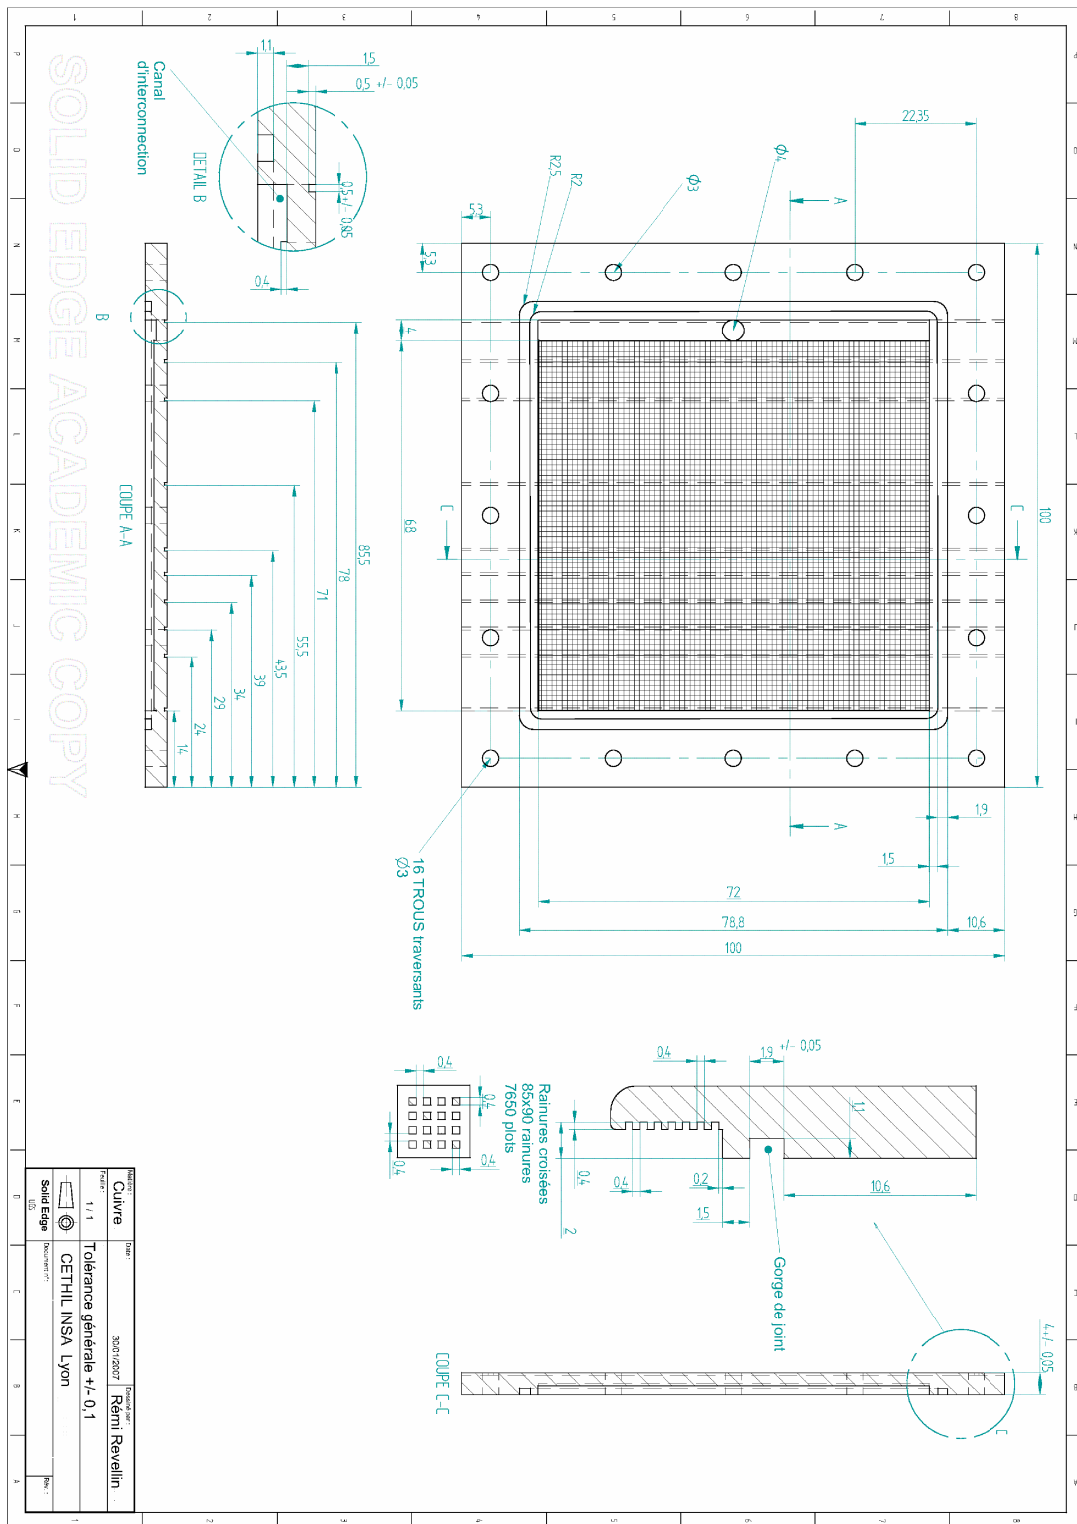 SOLID EDGE ACADEMIC COPY
Canal
d'interconnection
1,1
1,5
0,5 +/- 0,05
0,5+/-
0,05
0,4
DETAIL B
B
COUPE A-A
85,5
78
71
55,5
43,5
39
34
29
24
14
22,35
Ø4
Ø3
R2,5
R2
5,3
5,3
A
A
4
68
C
C
100
1,9
1,5
72
78,8
10,6
100
16 TROUS traversants
Ø3
0,4
1,9 +/- 0,05
1,1
10,6
0,2
1,5
0,4
0,4
2
Rainures croisées
85x90 rainures
7650 plots
0,4
0,4
0,4
0,4
Gorge de joint
COUPE C-C
4+/- 0,05
C
Matière :
Cuivre
Date :
30/01/2007
Dessiné par :
Rémi Revellin
Feuille :
1 / 1
Tolérance générale +/- 0,1
Solid Edge
UGS
CETHIL INSA Lyon
Document n° :
Rév. :